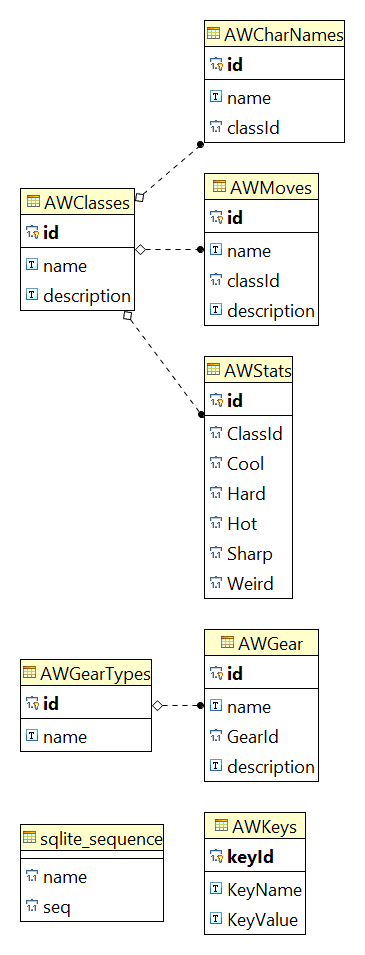 AWCharNames
id
name
classId
AWClasses
id
name
description
AWMoves
id
name
classId
description
AWStats
id
ClassId
Cool
Hard
Hot
Sharp
Weird
AWGearTypes
id
name
AWGear
id
name
GearId
description
sqlite_sequence
name
seq
AWKeys
keyId
KeyName
KeyValue